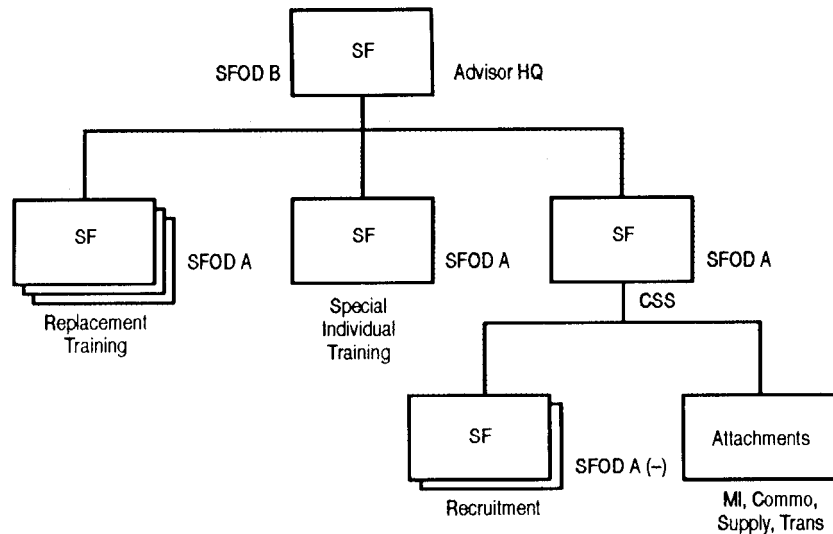 SF
SFOD B
Advisor HQ
SF
SFOD A
Replacement
Training
SF
SFOD A
Special
Individual
Training
SF
SFOD A
CSS
SF
SFOD A (–)
Recruitment
Attachments
MI, Commo,
Supply, Trans